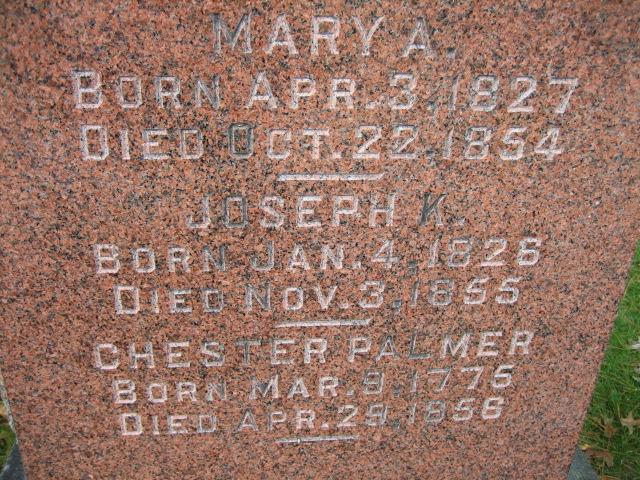 MARY A.
BORN APR. 3, 1827
DIED OCT. 22, 1854
JOSEPH K.
BORN JAN. 4, 1826
DIED NOV. 3, 1855
CHESTER PALMER
BORN MAR. 9, 1775
DIED APR. 29, 1856